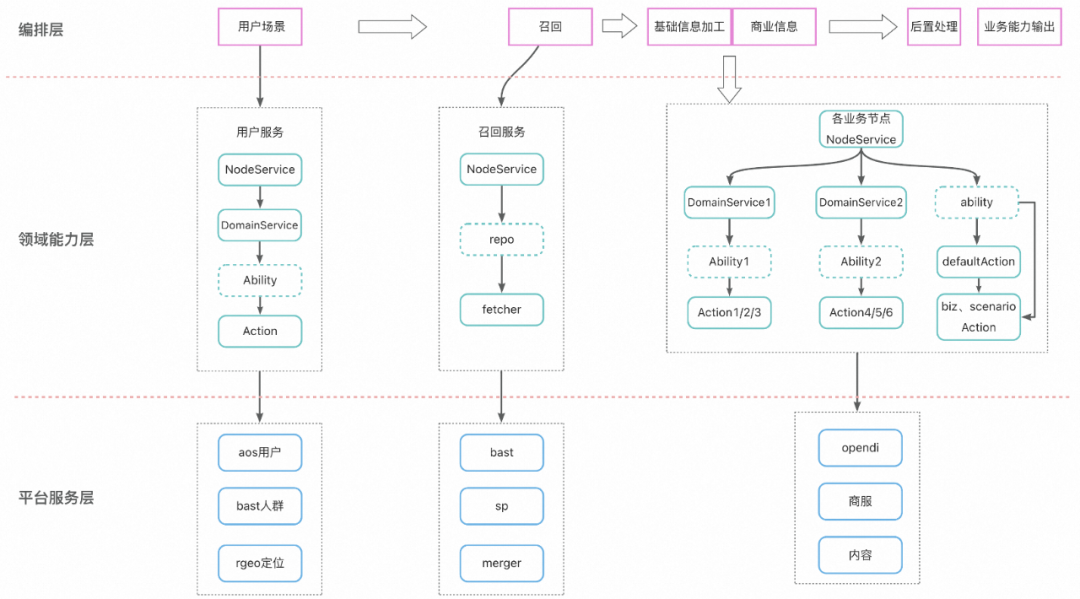 编排层
用户场景
召回
基础信息加工
商业信息
后置处理
业务能力输出
领域能力层
用户服务
NodeService
DomainService
Ability
Action
召回服务
NodeService
repo
fetcher
各业务节点
NodeService
DomainService1
DomainService2
ability
Ability1
Ability2
defaultAction
Action1/2/3
Action4/5/6
biz、scenario
Action
平台服务层
aos用户
bast人群
rgeo定位
bast
sp
merger
opendi
商服
内容